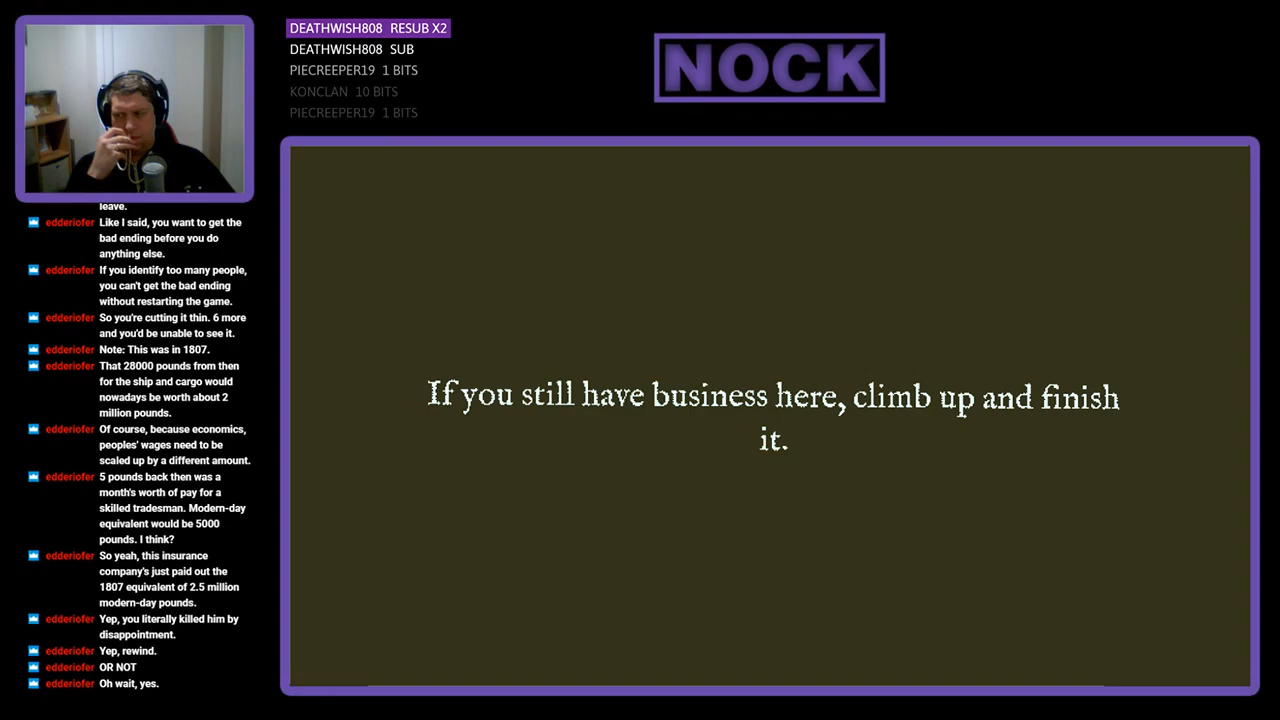 DEATHWISH808 RESUB X2
DEATHWISH808 SUB
PIECREEPER19 1 BITS
KONCLAN 10 BITS
PIECREEPER19 1 BITS
NOCK
leave.
edderiofer Like I said, you want to get the
bad ending before you do
anything else.
edderiofer If you identify too many people,
you can't get the bad ending
without restarting the game.
edderiofer So you're cutting it thin. 6 more
and you'd be unable to see it.
edderiofer Note: This was in 1807.
edderiofer That 28000 pounds from then
for the ship and cargo would
nowadays be worth about 2
million pounds.
edderiofer Of course, because economics,
peoples' wages need to be
scaled up by a different amount.
edderiofer 5 pounds back then was a
month's worth of pay for a
skilled tradesman. Modern-day
equivalent would be 5000
pounds. I think?
edderiofer So yeah, this insurance
company's just paid out the
1807 equivalent of 2.5 million
modern-day pounds.
edderiofer Yep, you literally killed him by
disappointment.
edderiofer Yep, rewind.
edderiofer OR NOT
edderiofer Oh wait, yes.
If you still have business here, climb up and finish
it.